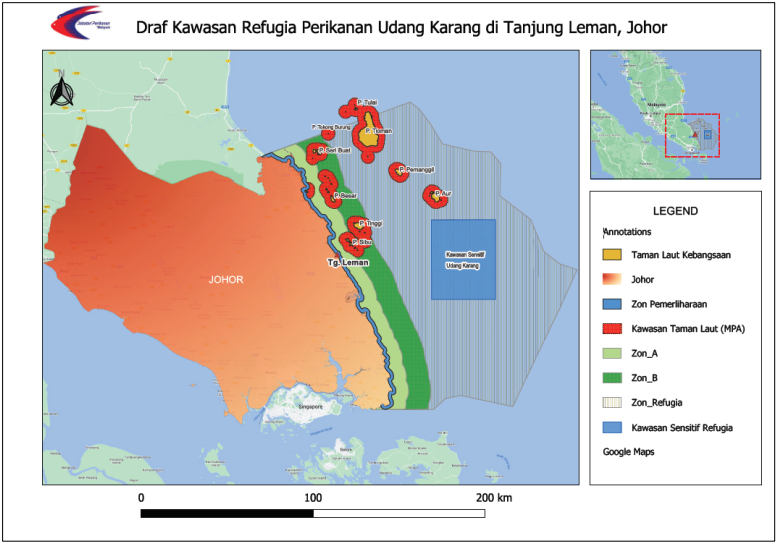 Jabatan Perikanan
Malaysia
Draf Kawasan Refugia Perikanan Udang Karang di Tanjung Leman, Johor
N
P. Tulai
P. Tokong Burung
P. Tioman
P. Seri Buat
P. Pemanggil
P. Besar
P. Aur
P. Tinggi
P. Sibu
Tg. Leman
Kawasan Sensitif
Udang Karang
JOHOR
Singapore
Malaysia
LEGEND
Annotations
Taman Laut Kebangsaan
Johor
Zon Pemerliharaan
Kawasan Taman Laut (MPA)
Zon_A
Zon_B
Zon_Refugia
Kawasan Sensitif Refugia
Google Maps
0 100 200 km